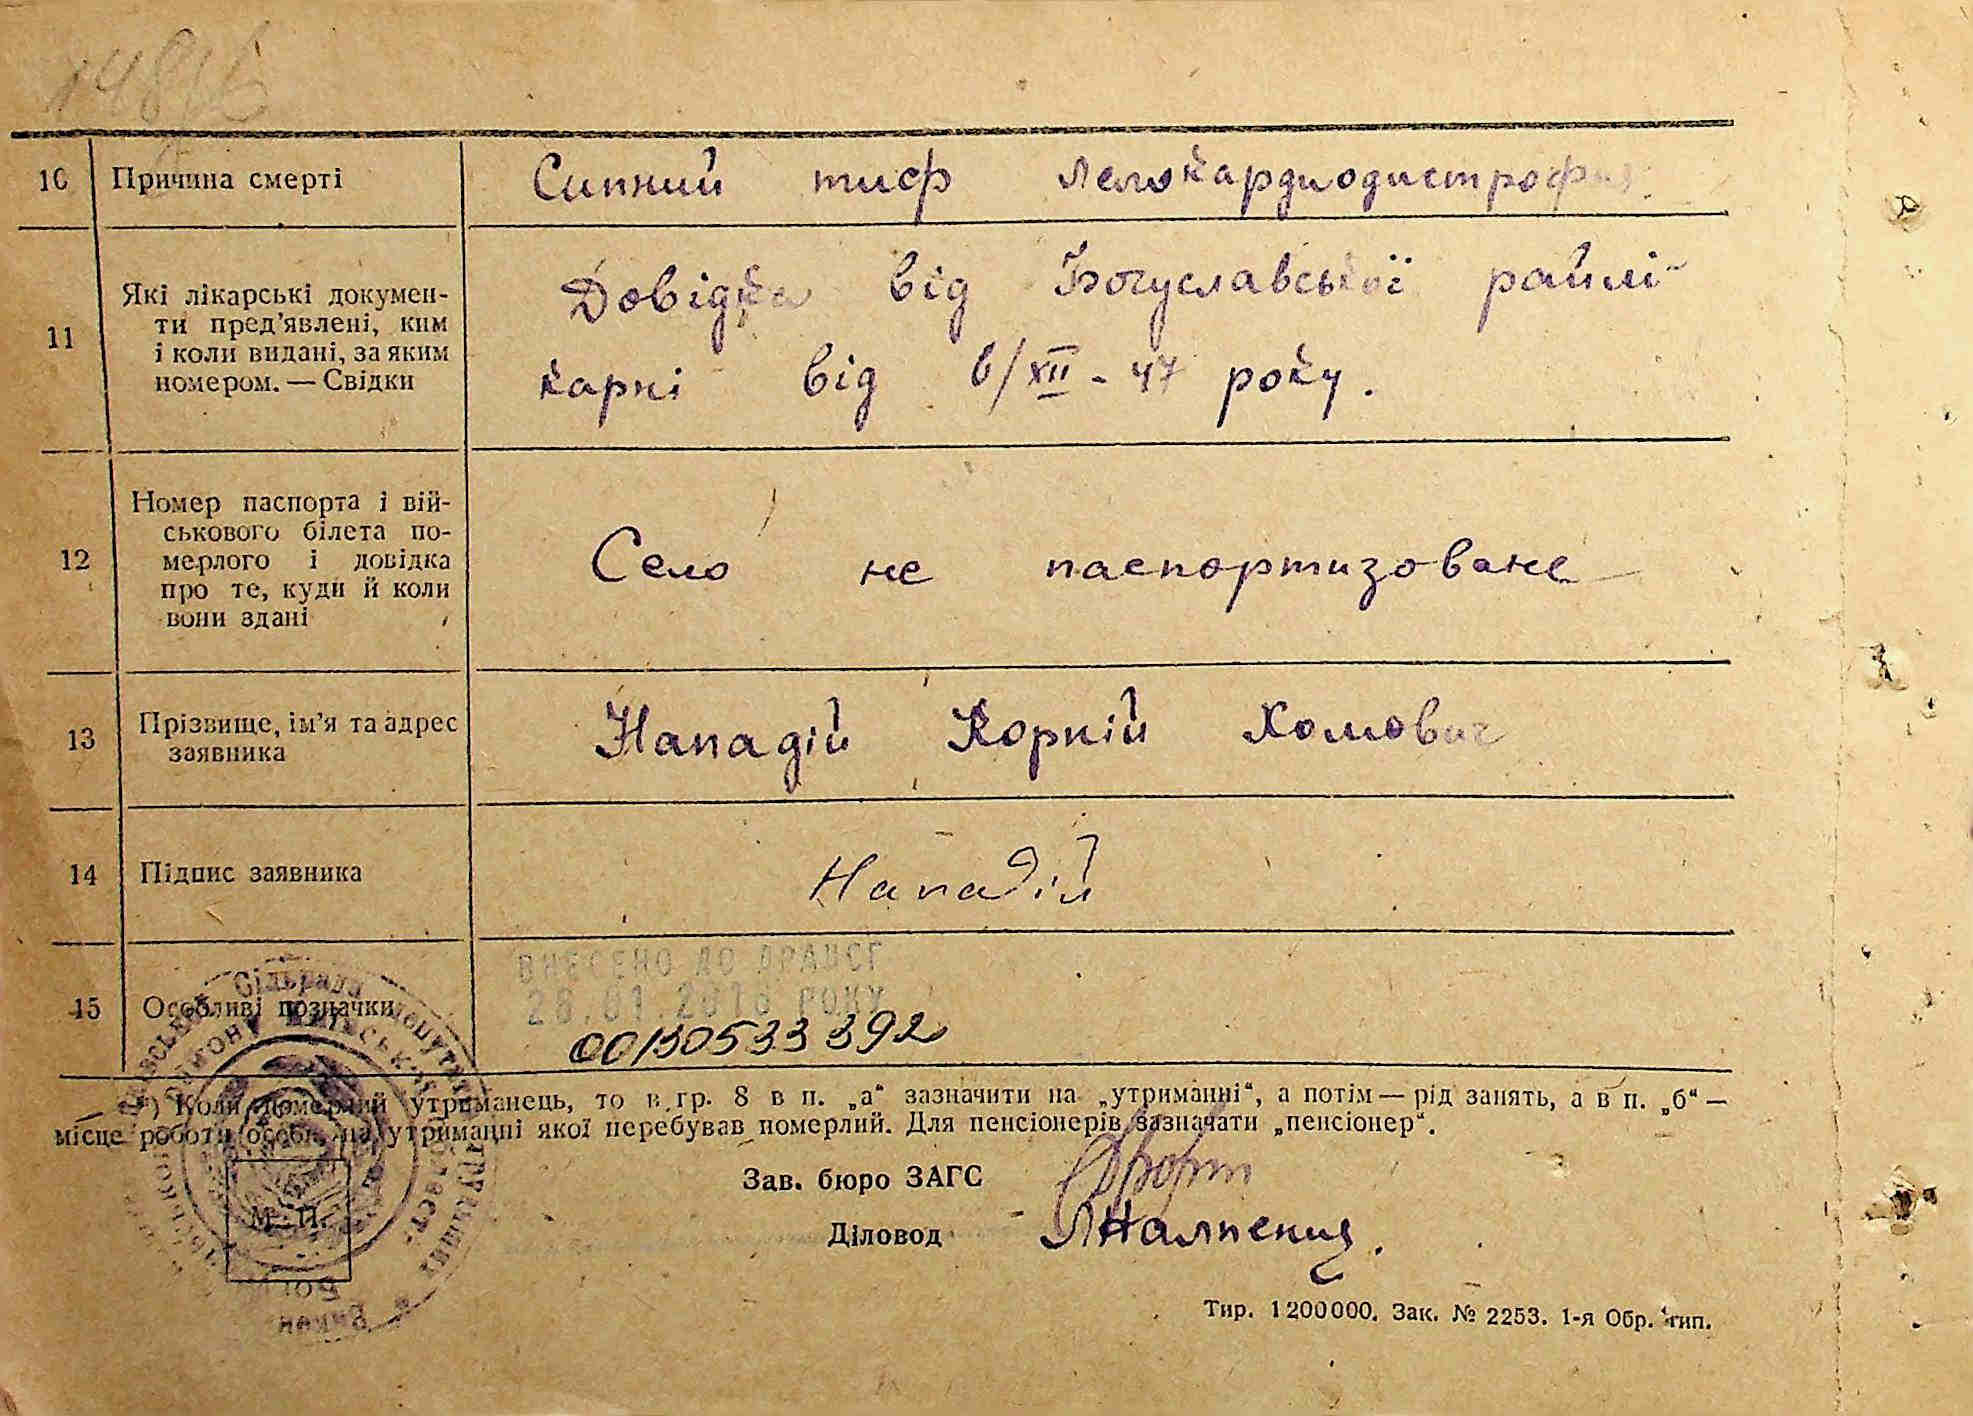 10 Причина смерті Сипний тиф
11 Які лікарські докумен-
ти пред'явлені, ким
і коли видані, за яким
номером. — Свідки
Довідка від Богуславської райлі-
карні від 6/XII - 47 року.
12 Номер паспорта і вій-
ськового білета по-
мерлого і довідка
про те, куди й коли
вони здані
Село не паспортизоване
13 Прізвище, ім'я та адрес
заявника
Нападій Корній Хомович
14 Підпис заявника Нападій
15 Особливі позначки
ВНЕСЕНО ДО ДРАЦСГ
28.01.2016 РОКУ
00130533392
*) Коли померлий утриманець, то в гр. 8 в п. „а“ зазначити на „утриманні“, а потім — рід занять, а в п. „б“ —
місце роботи особи, на утриманні якої перебував померлий. Для пенсіонерів зазначати „пенсіонер“.
Зав. бюро ЗАГС
М. П.
Діловод
Тир. 1200000. Зак. № 2253. 1-я Обр. тип.